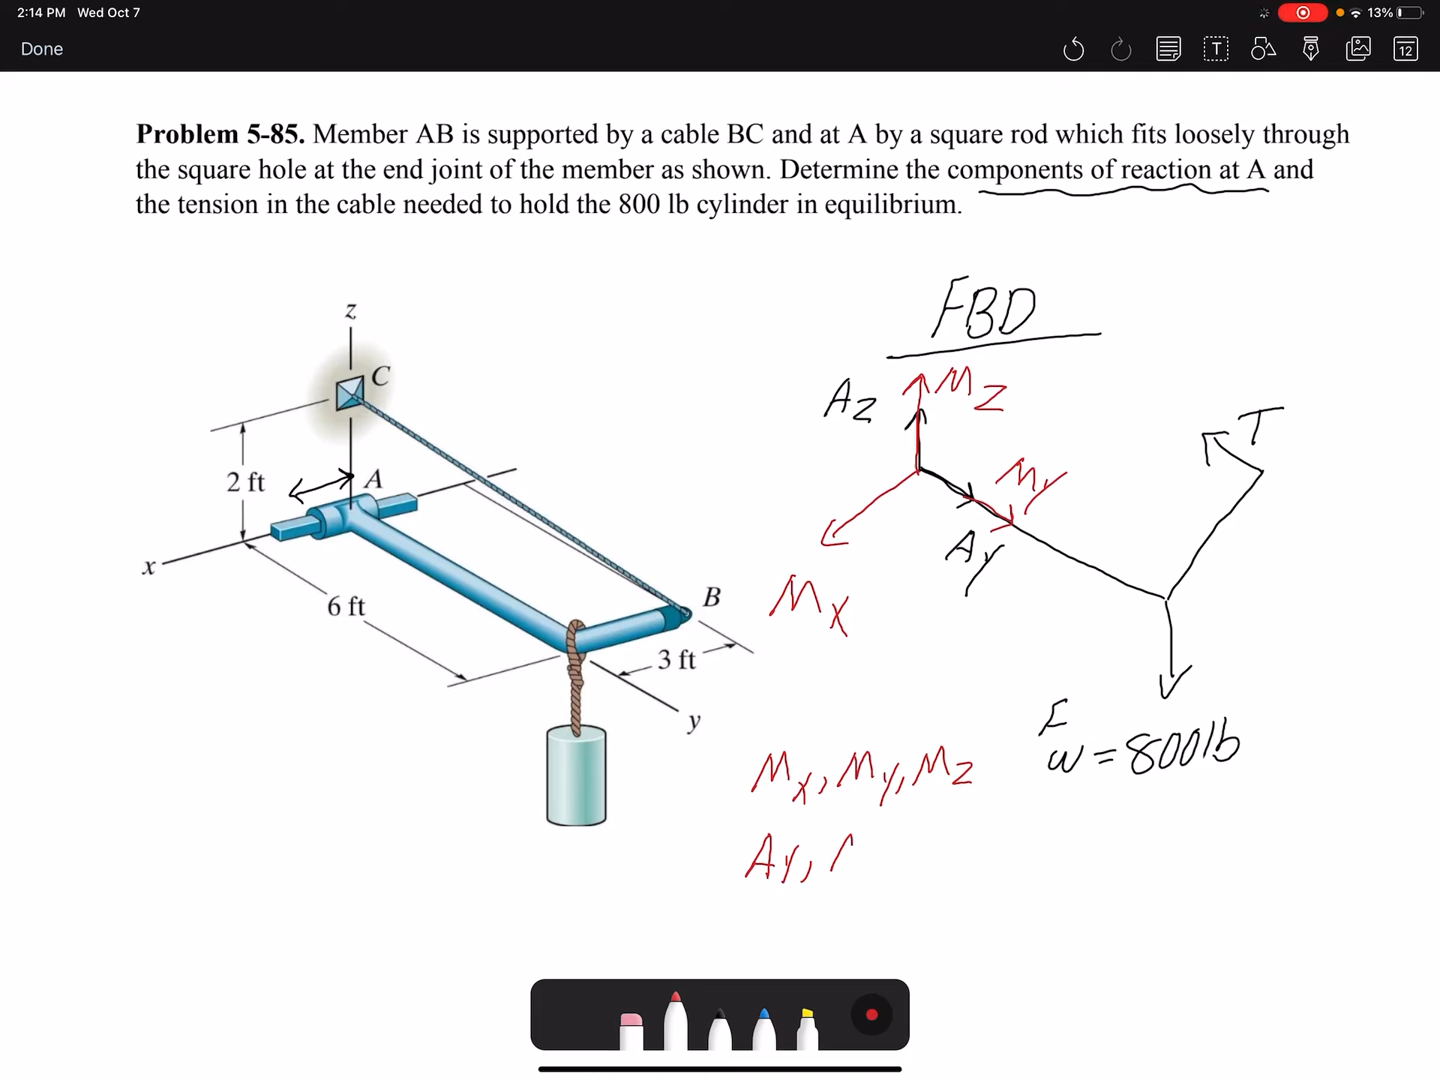 2:14 PM Wed Oct 7
13%
Done
T
12
Problem 5-85. Member AB is supported by a cable BC and at A by a square rod which fits loosely through
the square hole at the end joint of the member as shown. Determine the components of reaction at A and
the tension in the cable needed to hold the 800 lb cylinder in equilibrium.
FBD
z
C
A
2 ft
x
6 ft
B
3 ft
y
Az
Mz
T
My
Ay
Mx
F
w = 800 lb
Mx, My, Mz
Ay,